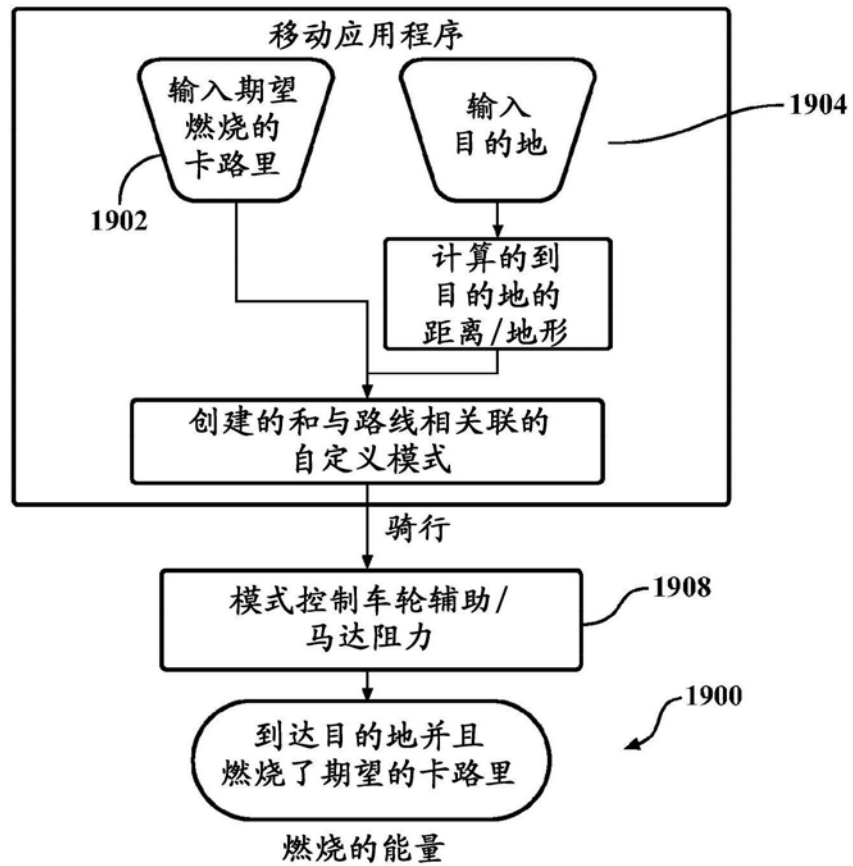 移动应用程序
输入期望
燃烧的
卡路里
输入
目的地
1904
1902
计算的到
目的地的
距离/地形
创建的和与路线相关联的
自定义模式
骑行
模式控制车轮辅助/
马达阻力
1908
1900
到达目的地并且
燃烧了期望的卡路里
燃烧的能量